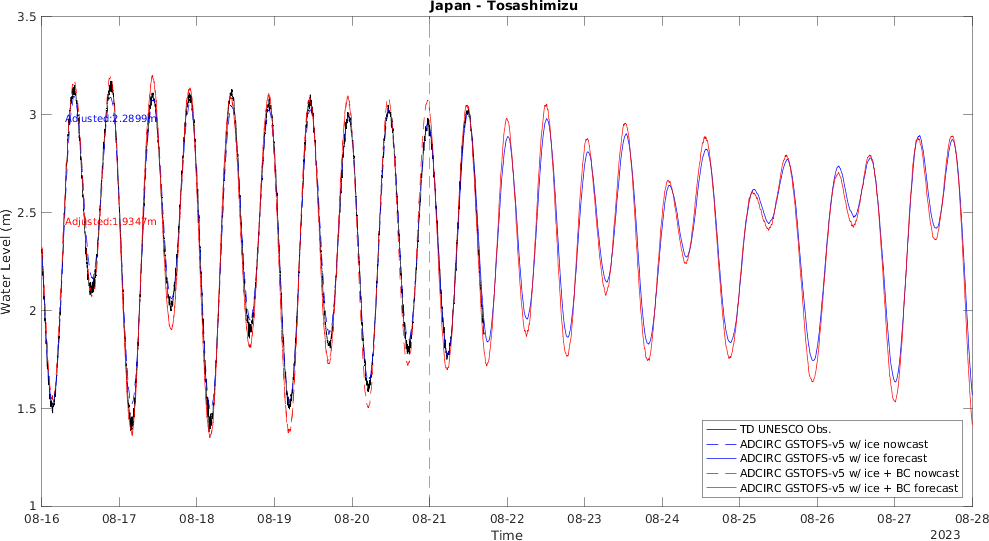 Japan - Tosashimizu
3.5
3
2.5
2
1.5
1
Water Level (m)
Adjusted:2.2899m
Adjusted:1.9347m
TD UNESCO Obs.
ADCIRC GSTOFS-v5 w/ ice nowcast
ADCIRC GSTOFS-v5 w/ ice forecast
ADCIRC GSTOFS-v5 w/ ice + BC nowcast
ADCIRC GSTOFS-v5 w/ ice + BC forecast
08-16 08-17 08-18 08-19 08-20 08-21 08-22 08-23 08-24 08-25 08-26 08-27 08-28
Time
2023